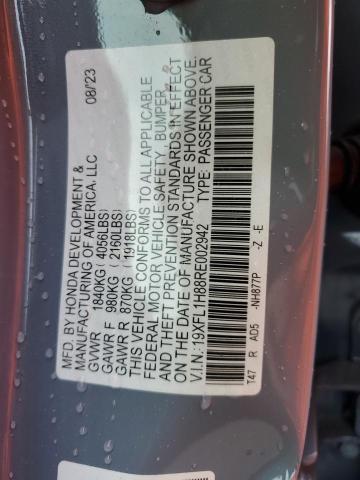 MFD. BY HONDA DEVELOPMENT & 08/23
MANUFACTURING OF AMERICA, LLC
GVWR 1840KG (4056LBS)
GAWR F 980KG (2160LBS)
GAWR R 870KG (1918LBS)
THIS VEHICLE CONFORMS TO ALL APPLICABLE
FEDERAL MOTOR VEHICLE SAFETY, BUMPER,
AND THEFT PREVENTION STANDARDS IN EFFECT
ON THE DATE OF MANUFACTURE SHOWN ABOVE.
V.I.N.: 19XFL1H88RE002942 TYPE: PASSENGER CAR
T47 R AD5 -NH877P -Z -E